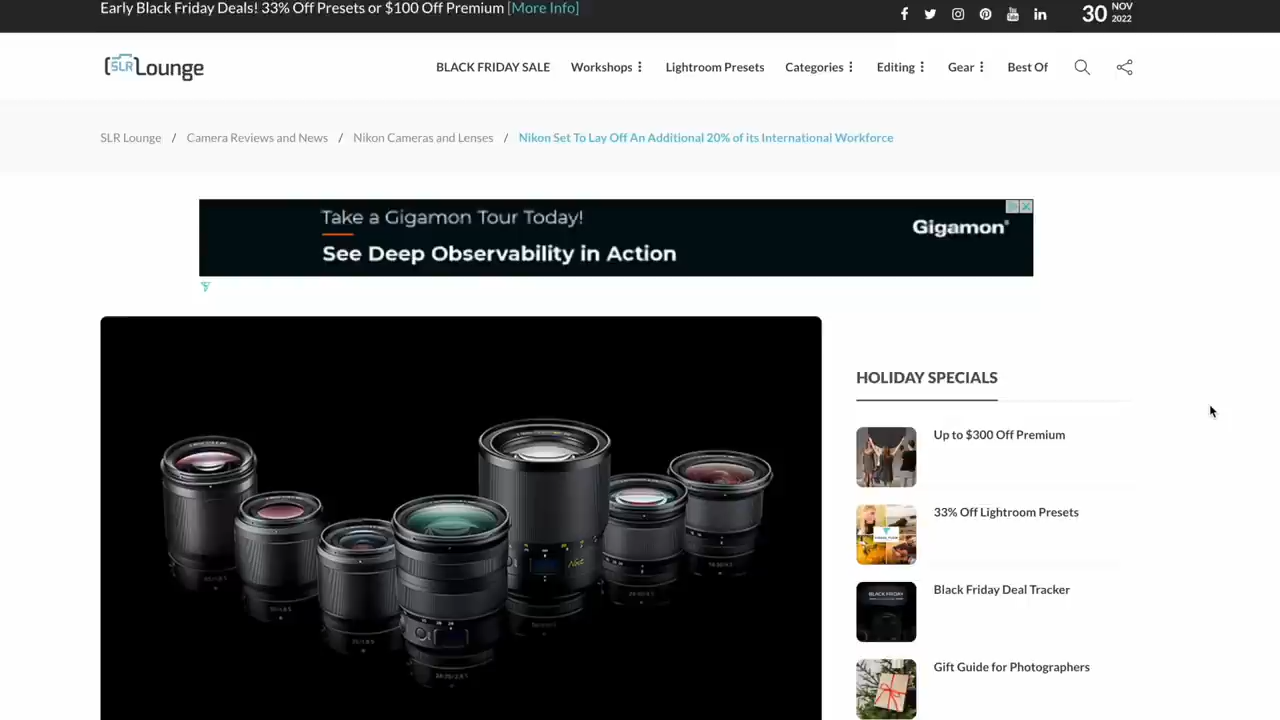 Early Black Friday Deals! 33% Off Presets or $100 Off Premium [More Info]
30 NOV 2022
SLR Lounge
BLACK FRIDAY SALE Workshops Lightroom Presets Categories Editing Gear Best Of
SLR Lounge / Camera Reviews and News / Nikon Cameras and Lenses / Nikon Set To Lay Off An Additional 20% of its International Workforce
Take a Gigamon Tour Today!
See Deep Observability in Action
Gigamon®
HOLIDAY SPECIALS
Up to $300 Off Premium
33% Off Lightroom Presets
BLACK FRIDAY
Black Friday Deal Tracker
Gift Guide for Photographers